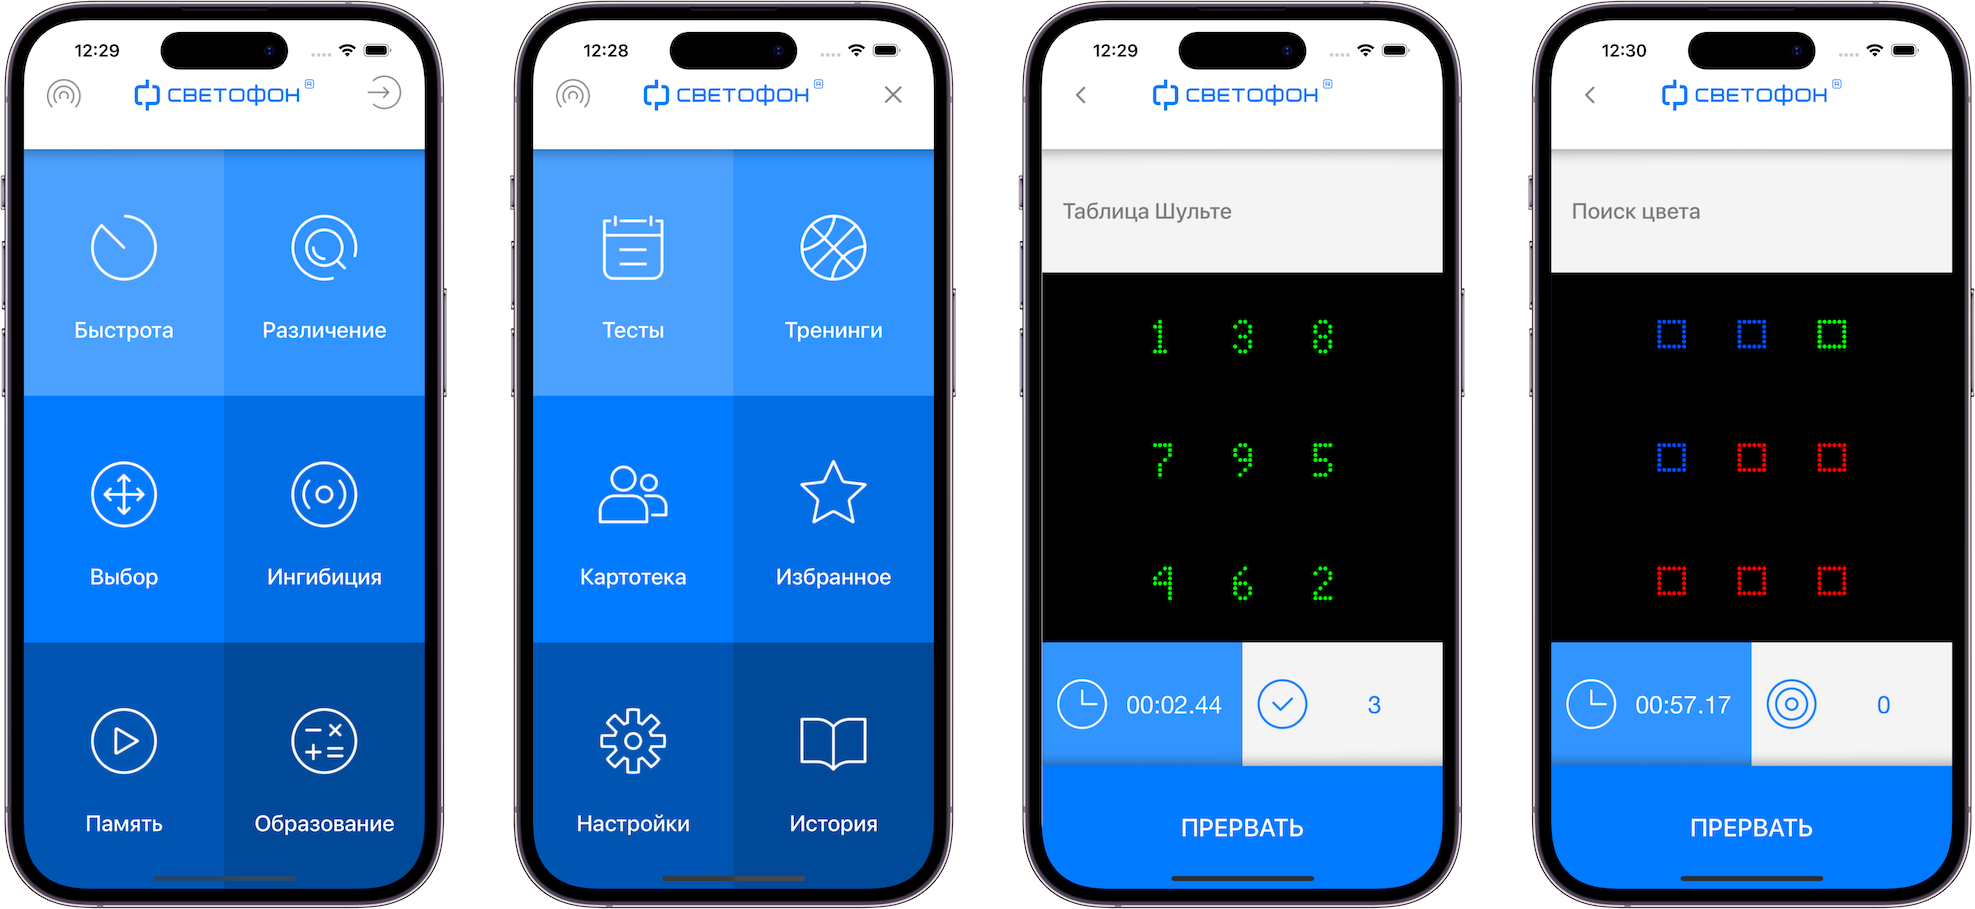 12:29
СВЕТОФОН ®
Быстрота
Различение
Выбор
Ингибиция
Память
Образование
12:28
СВЕТОФОН ®
Тесты
Тренинги
Картотека
Избранное
Настройки
История
12:29
СВЕТОФОН ®
Таблица Шульте
1 3 8
7 9 5
4 6 2
00:02.44
3
ПРЕРВАТЬ
12:30
СВЕТОФОН ®
Поиск цвета
00:57.17
0
ПРЕРВАТЬ